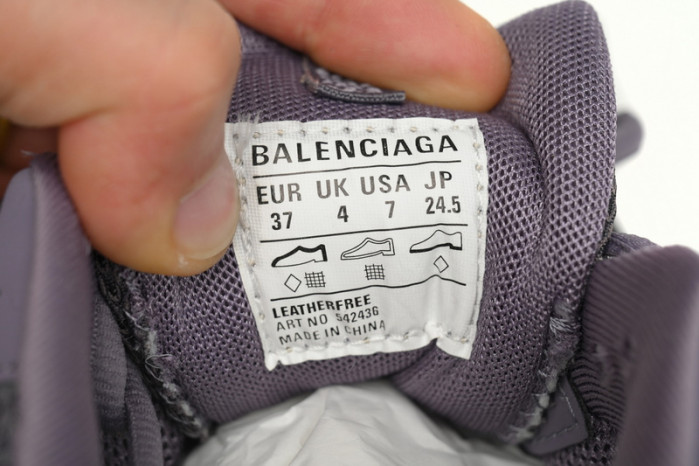 BALENCIAGA
EUR UK USA JP
37 4 7 24.5
LEATHERFREE
ART NO 542436
MADE IN CHINA